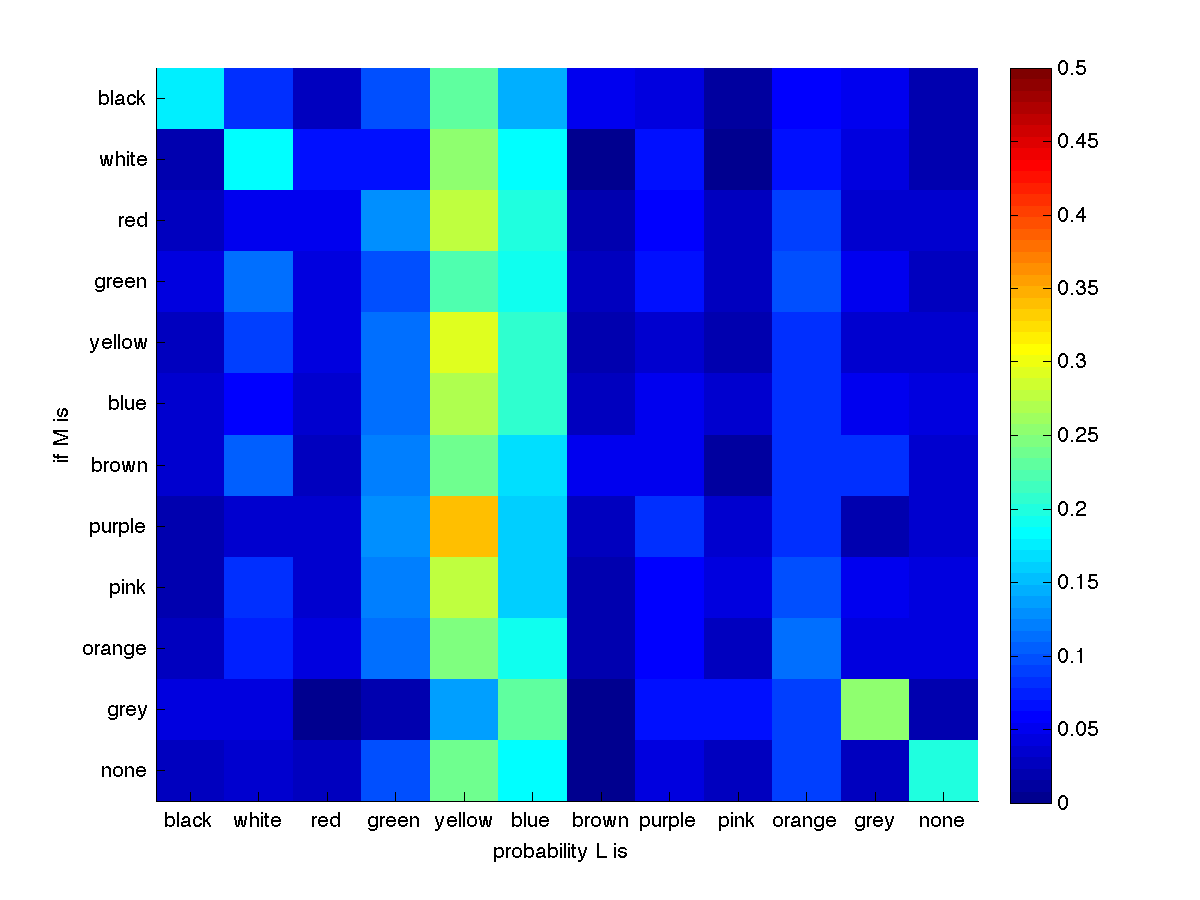 black
white
red
green
yellow
blue
brown
purple
pink
orange
grey
none
if M is
black white red green yellow blue brown purple pink orange grey none
probability L is
0.5
0.45
0.4
0.35
0.3
0.25
0.2
0.15
0.1
0.05
0